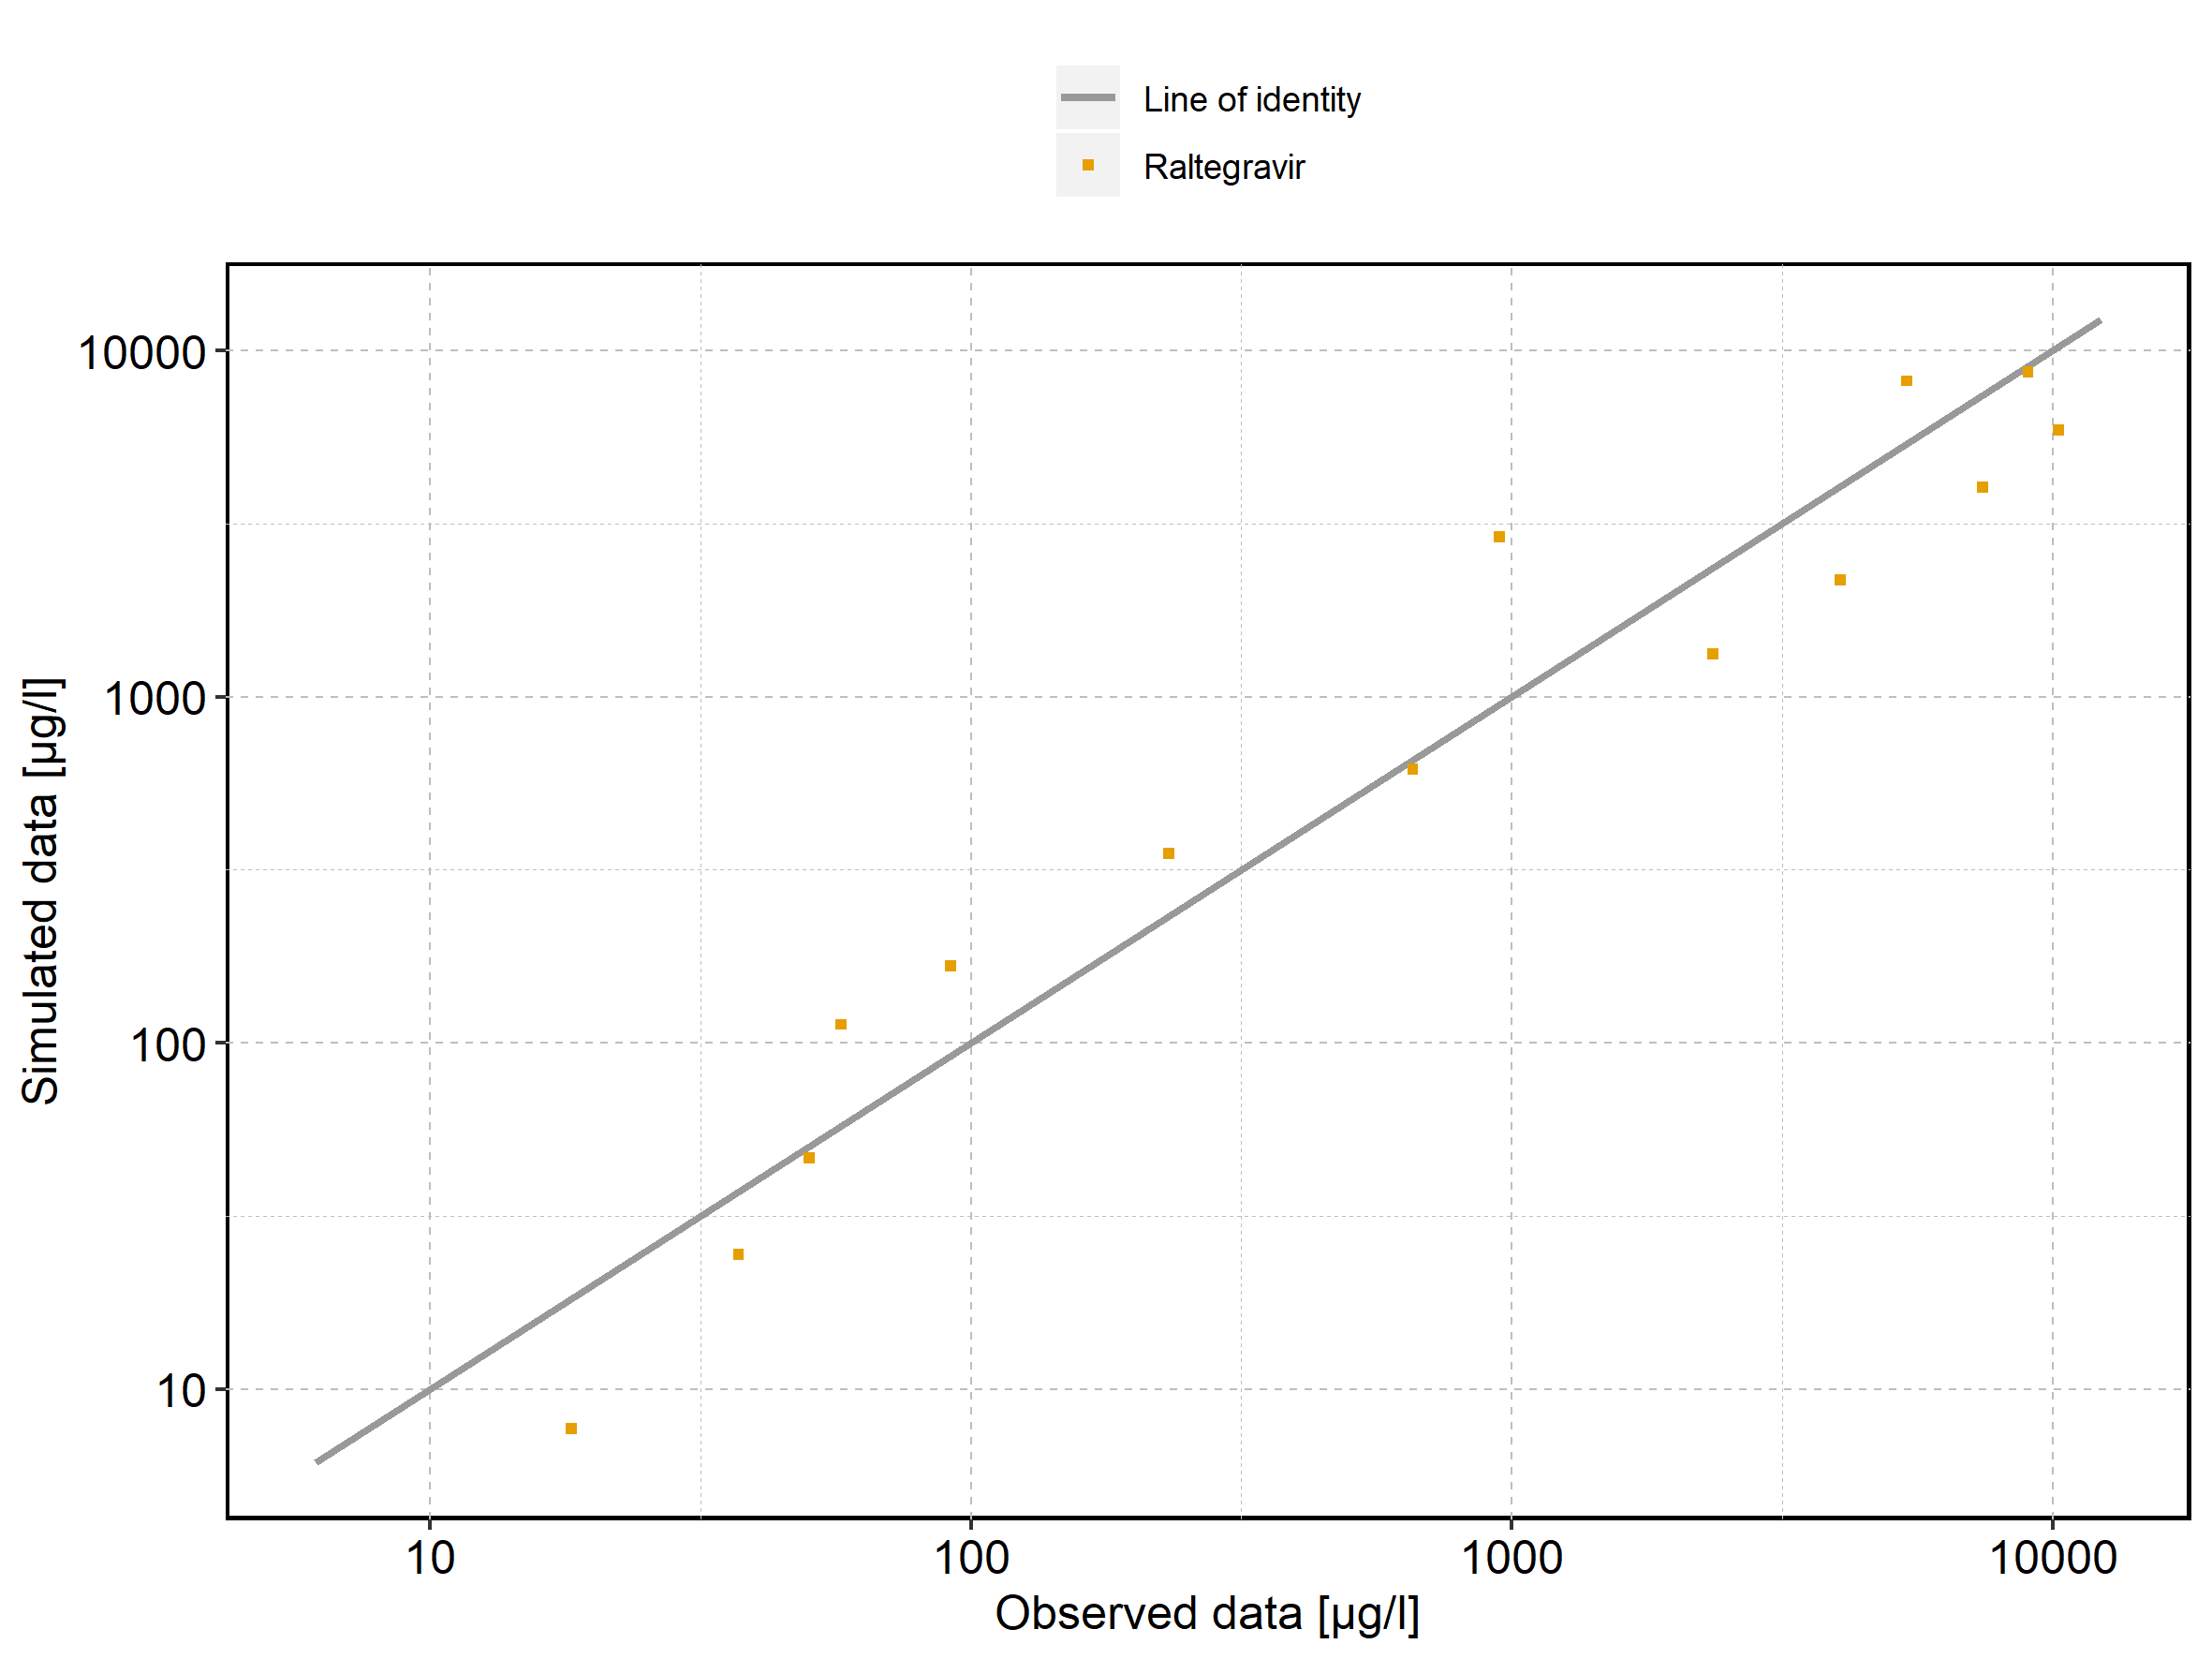 Line of identity
Raltegravir
10000
1000
100
10
Simulated data [µg/l]
10 100 1000 10000
Observed data [µg/l]